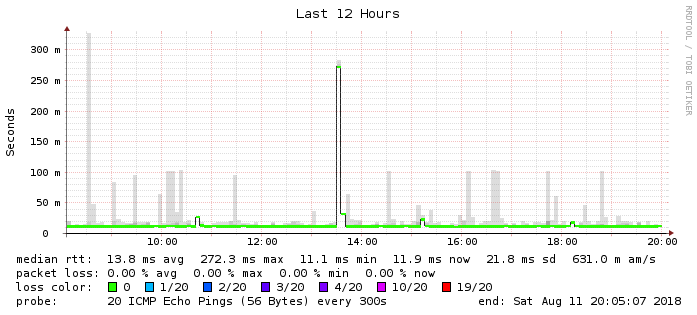 Last 12 Hours
RRDTOOL / TOBI OETIKER
Seconds
300 m
250 m
200 m
150 m
100 m
50 m
0
10:00 12:00 14:00 16:00 18:00 20:00
median rtt: 13.8 ms avg 272.3 ms max 11.1 ms min 11.9 ms now 21.8 ms sd 631.0 m am/s
packet loss: 0.00 % avg 0.00 % max 0.00 % min 0.00 % now
loss color: 0 1/20 2/20 3/20 4/20 10/20 19/20
probe: 20 ICMP Echo Pings (56 Bytes) every 300s end: Sat Aug 11 20:05:07 2018